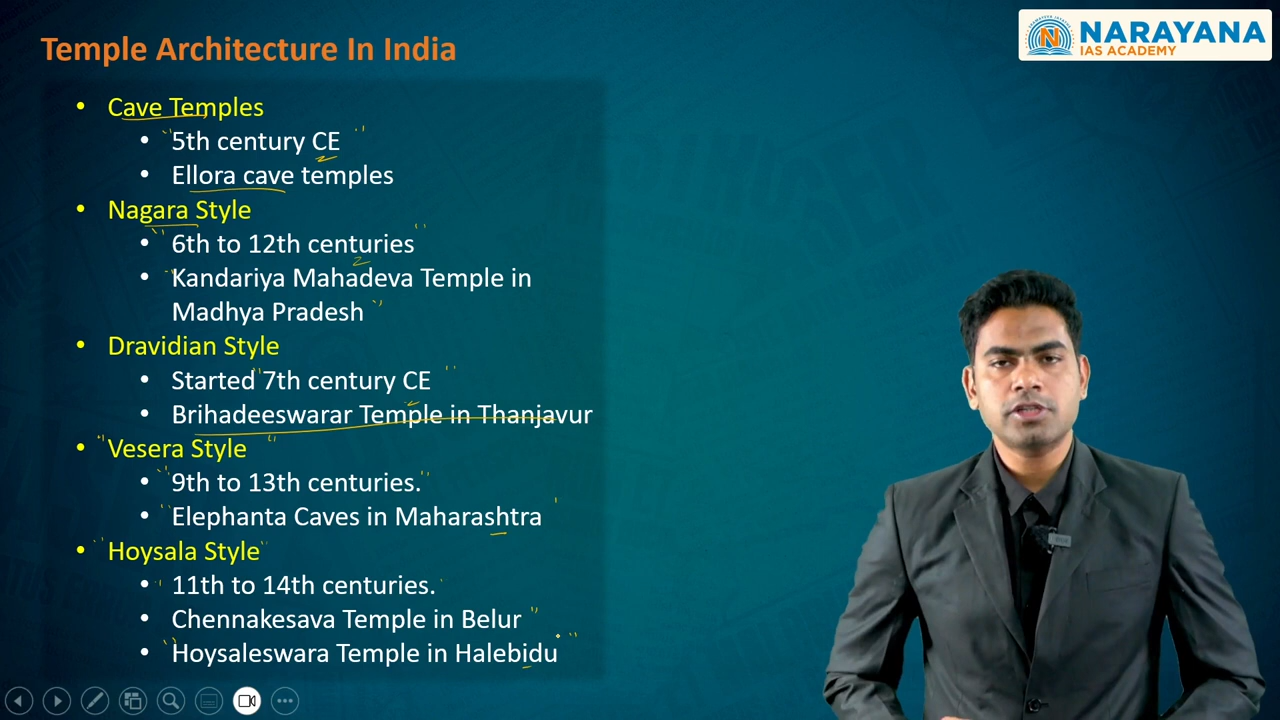 Temple Architecture In India
NARAYANA
IAS ACADEMY
• Cave Temples
• 5th century CE
• Ellora cave temples
• Nagara Style
• 6th to 12th centuries
• Kandariya Mahadeva Temple in
Madhya Pradesh
• Dravidian Style
• Started 7th century CE
• Brihadeeswarar Temple in Thanjavur
• Vesera Style
• 9th to 13th centuries.
• Elephanta Caves in Maharashtra
• Hoysala Style
• 11th to 14th centuries.
• Chennakesava Temple in Belur
• Hoysaleswara Temple in Halebidu